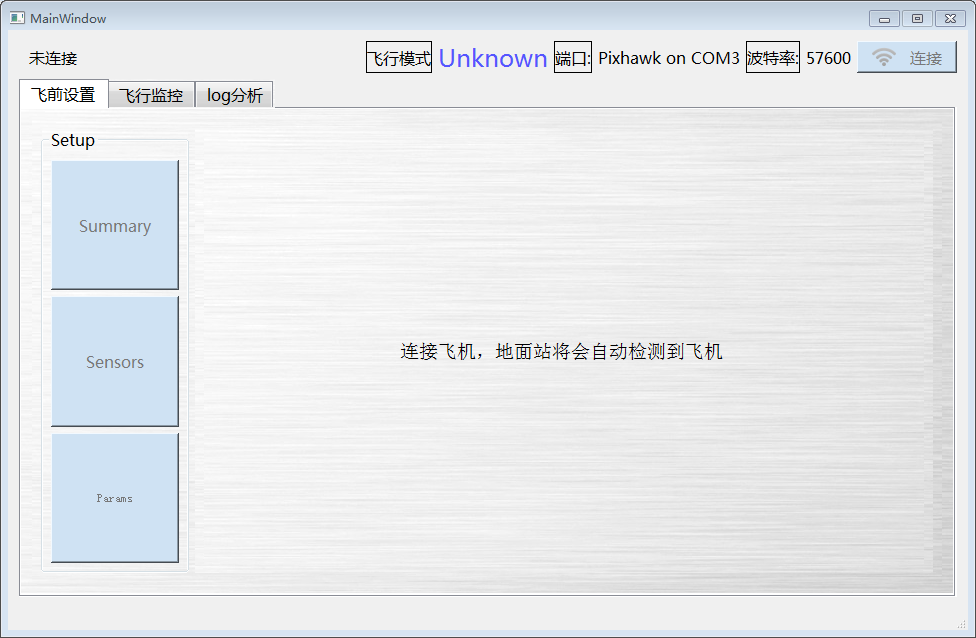 MainWindow
未连接
飞行模式 Unknown 端口: Pixhawk on COM3 波特率: 57600 连接
飞前设置 飞行监控 log分析
Setup
Summary
Sensors
连接飞机，地面站将会自动检测到飞机
Params